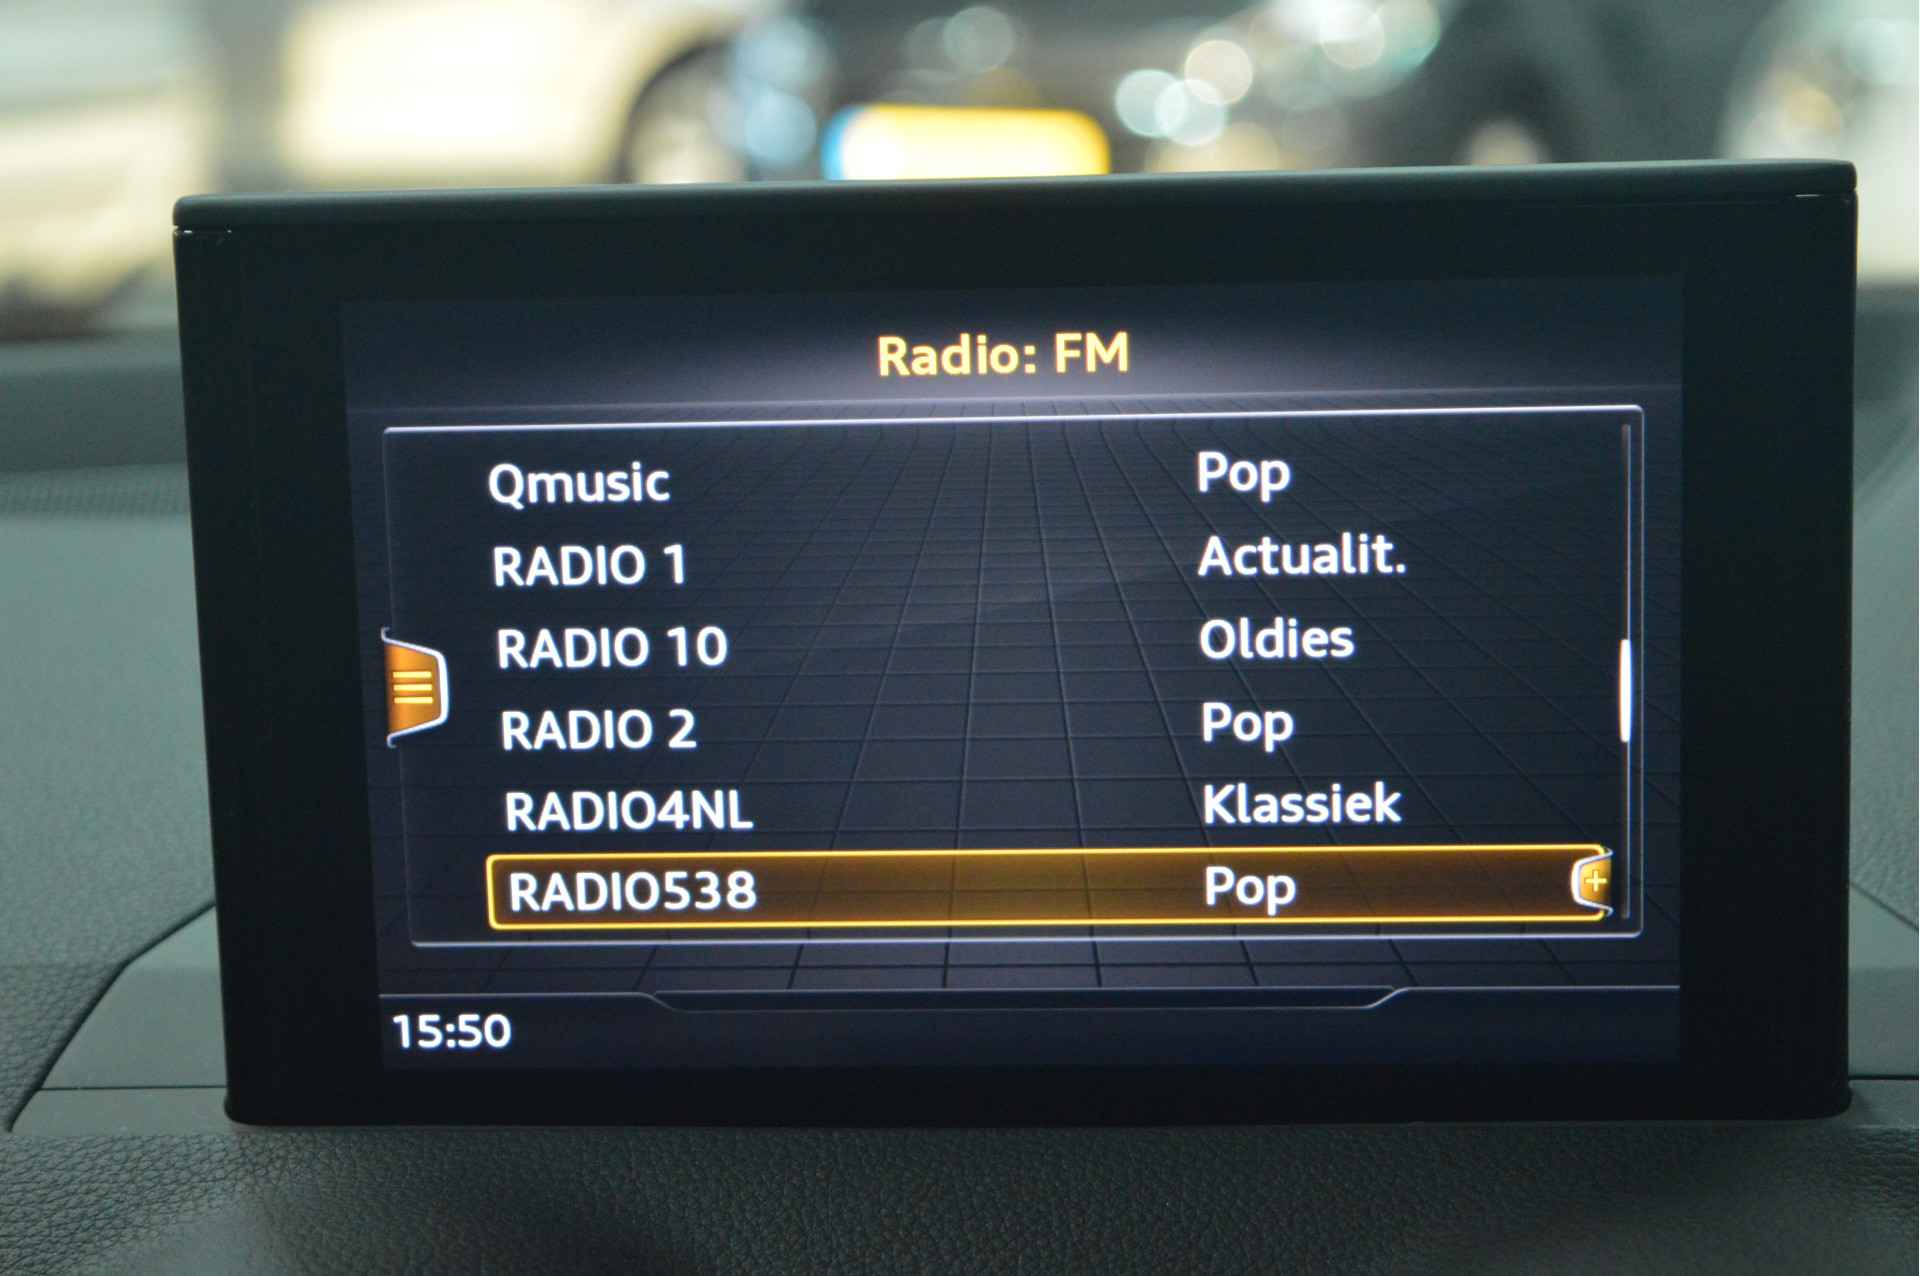 Radio: FM
Qmusic Pop
RADIO 1 Actualit.
RADIO 10 Oldies
RADIO 2 Pop
RADIO4NL Klassiek
RADIO538 Pop
15:50